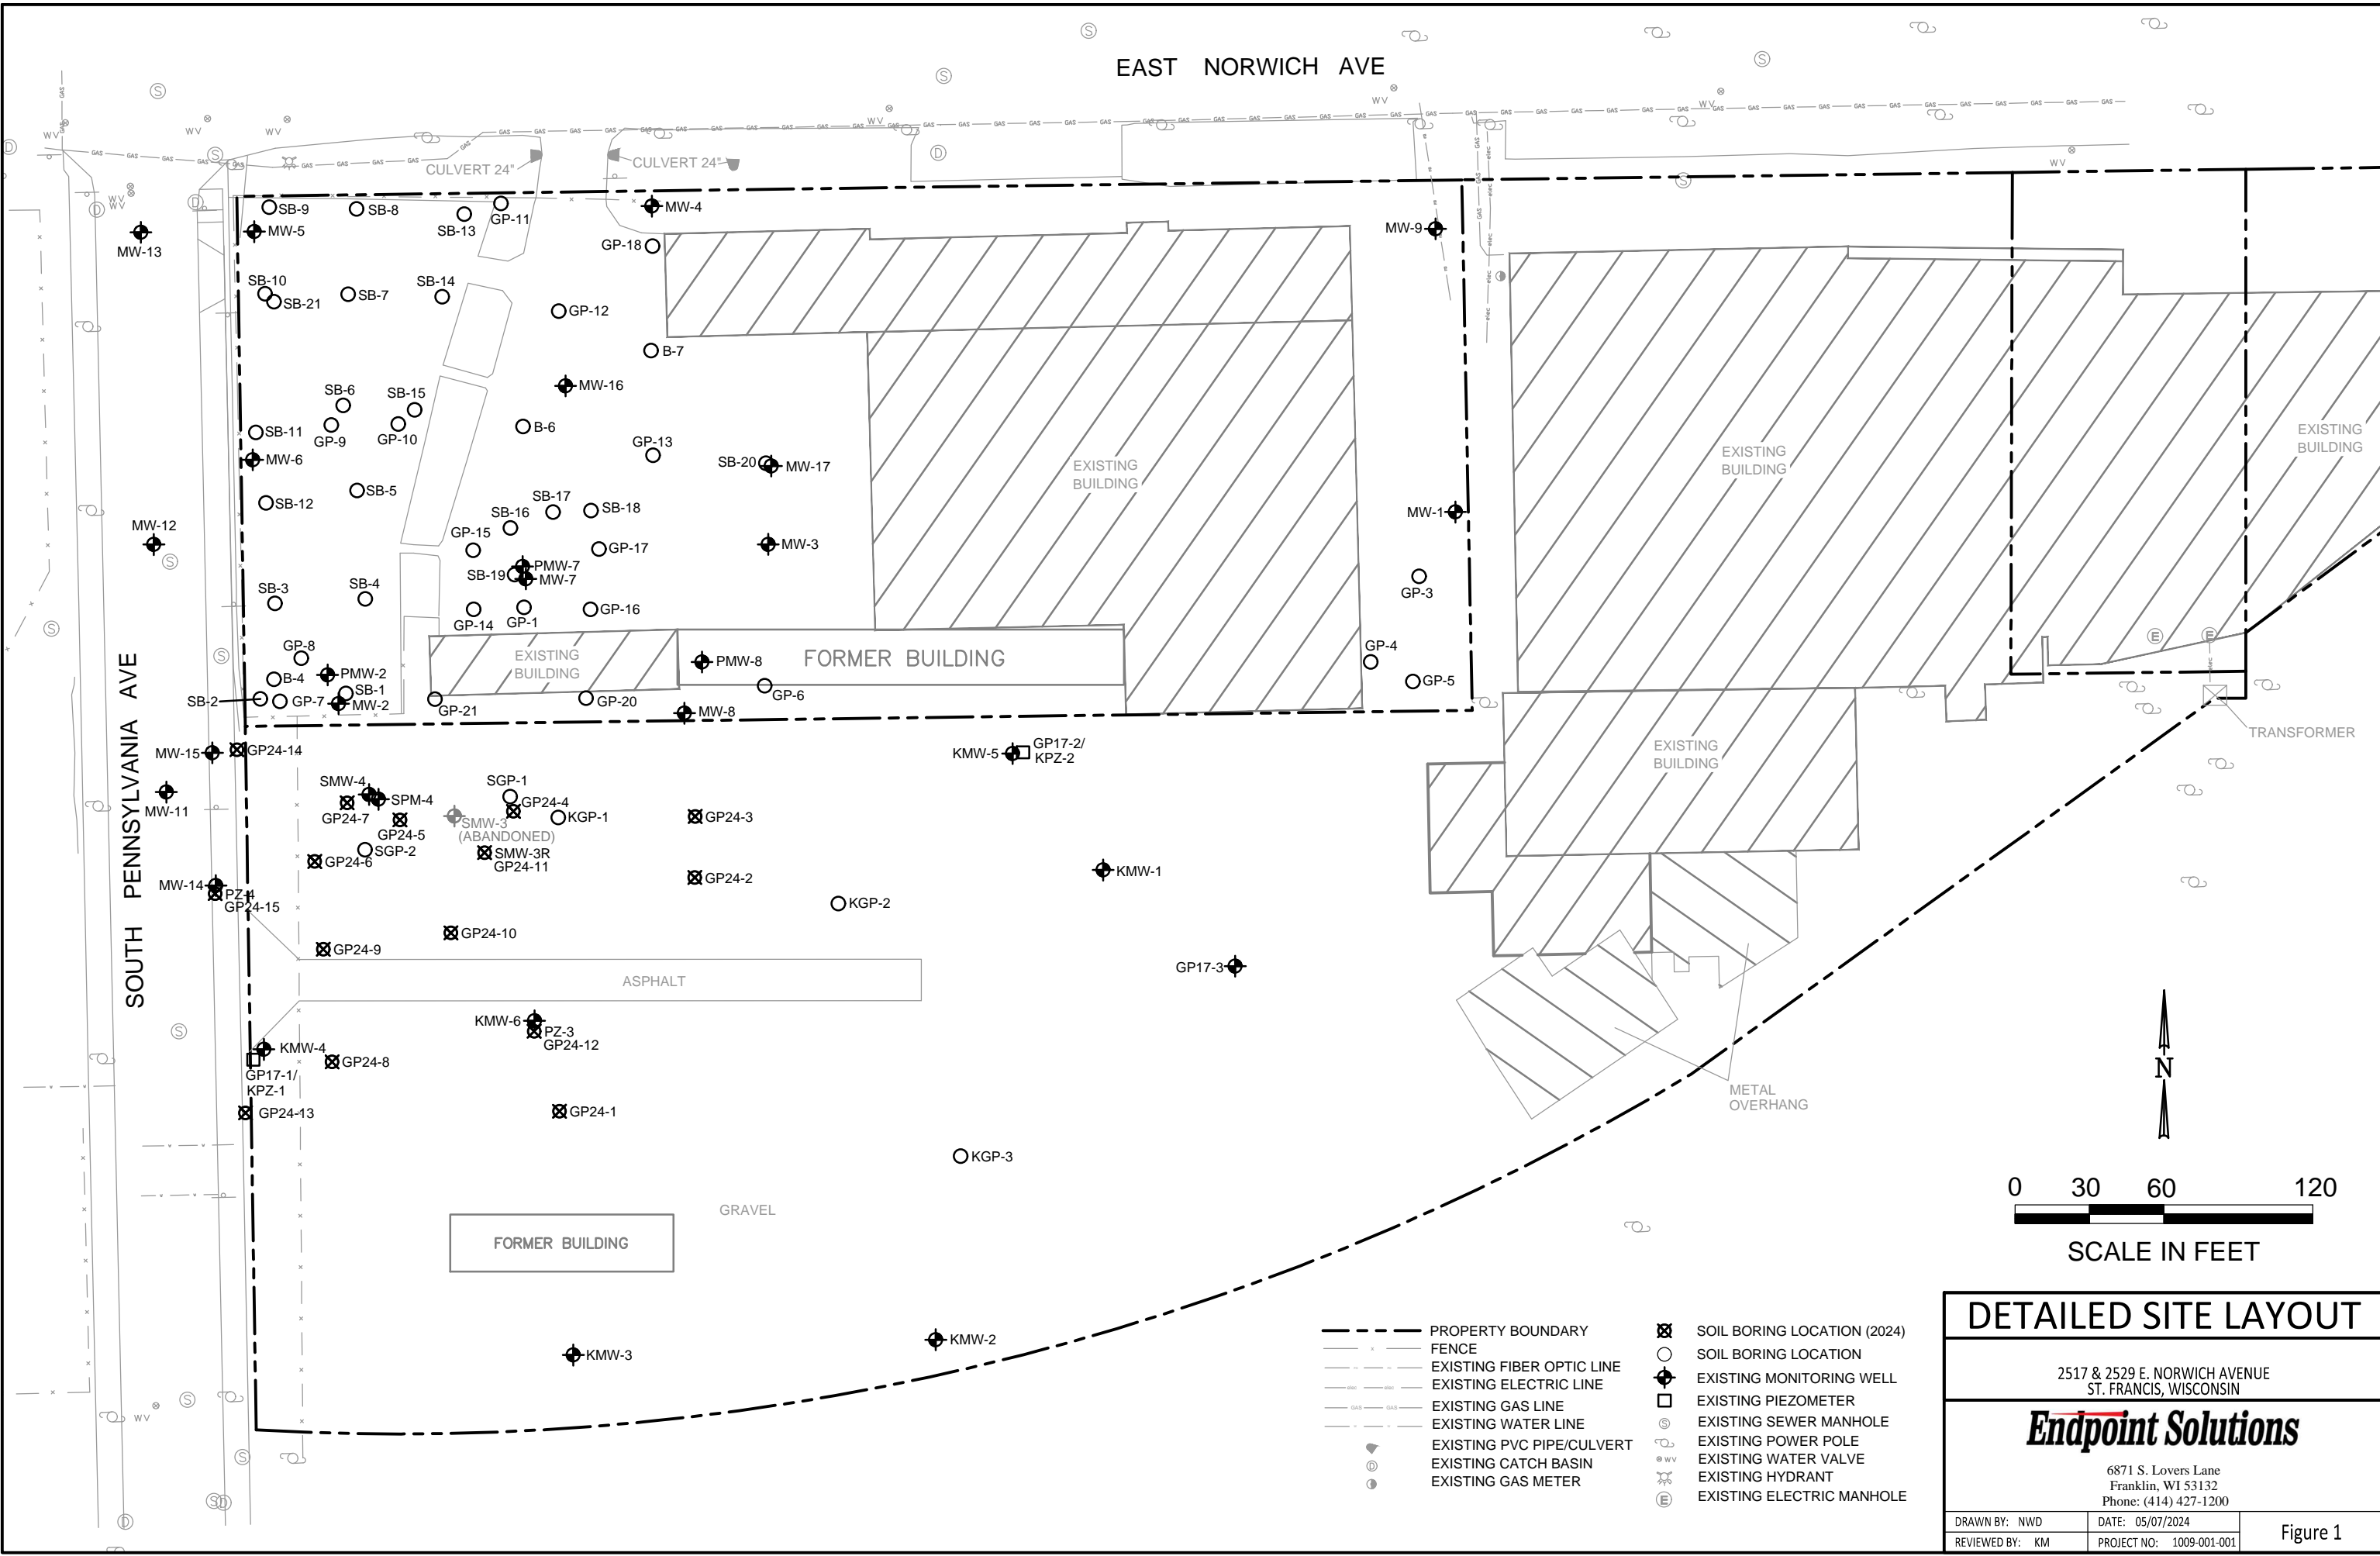 EAST NORWICH AVE
CULVERT 24"
CULVERT 24"
WV
WV
WV
WV
WV
WV
WV
WV
WV
SB-9
SB-8
SB-13
GP-11
MW-4
MW-5
MW-13
GP-18
MW-9
SB-10
SB-21
SB-7
SB-14
GP-12
B-7
MW-16
SB-6
SB-15
SB-11
GP-9
GP-10
B-6
GP-13
MW-6
SB-20
MW-17
EXISTING
BUILDING
EXISTING
BUILDING
EXISTING
BUILDING
SB-12
SB-5
SB-17
SB-18
SB-16
MW-1
MW-12
GP-15
GP-17
MW-3
PMW-7
SB-19
MW-7
SB-3
SB-4
GP-3
GP-14
GP-1
GP-16
GP-8
PMW-2
EXISTING
BUILDING
PMW-8
FORMER BUILDING
GP-4
B-4
SB-1
SB-2
GP-7
MW-2
GP-21
GP-20
GP-6
GP-5
MW-8
SOUTH PENNSYLVANIA AVE
MW-15
GP24-14
KMW-5
GP17-2/
KPZ-2
EXISTING
BUILDING
TRANSFORMER
MW-11
SMW-4
SPM-4
SGP-1
GP24-4
GP24-7
GP24-5
SMW-3
(ABANDONED)
KGP-1
GP24-3
SGP-2
GP24-6
SMW-3R
GP24-11
GP24-2
KMW-1
MW-14
PZ-4
GP24-15
KGP-2
GP24-10
GP24-9
GP17-3
ASPHALT
KMW-6
PZ-3
GP24-12
KMW-4
GP24-8
GP17-1/
KPZ-1
GP24-13
GP24-1
METAL
OVERHANG
N
KGP-3
GRAVEL
FORMER BUILDING
KMW-3
KMW-2
WV
0 30 60 120
SCALE IN FEET
PROPERTY BOUNDARY
FENCE
EXISTING FIBER OPTIC LINE
EXISTING ELECTRIC LINE
EXISTING GAS LINE
EXISTING WATER LINE
EXISTING PVC PIPE/CULVERT
EXISTING CATCH BASIN
EXISTING GAS METER
SOIL BORING LOCATION (2024)
SOIL BORING LOCATION
EXISTING MONITORING WELL
EXISTING PIEZOMETER
EXISTING SEWER MANHOLE
EXISTING POWER POLE
EXISTING WATER VALVE
EXISTING HYDRANT
EXISTING ELECTRIC MANHOLE
DETAILED SITE LAYOUT
2517 & 2529 E. NORWICH AVENUE
ST. FRANCIS, WISCONSIN
Endpoint Solutions
6871 S. Lovers Lane
Franklin, WI 53132
Phone: (414) 427-1200
DRAWN BY: NWD
DATE: 05/07/2024
REVIEWED BY: KM
PROJECT NO: 1009-001-001
Figure 1